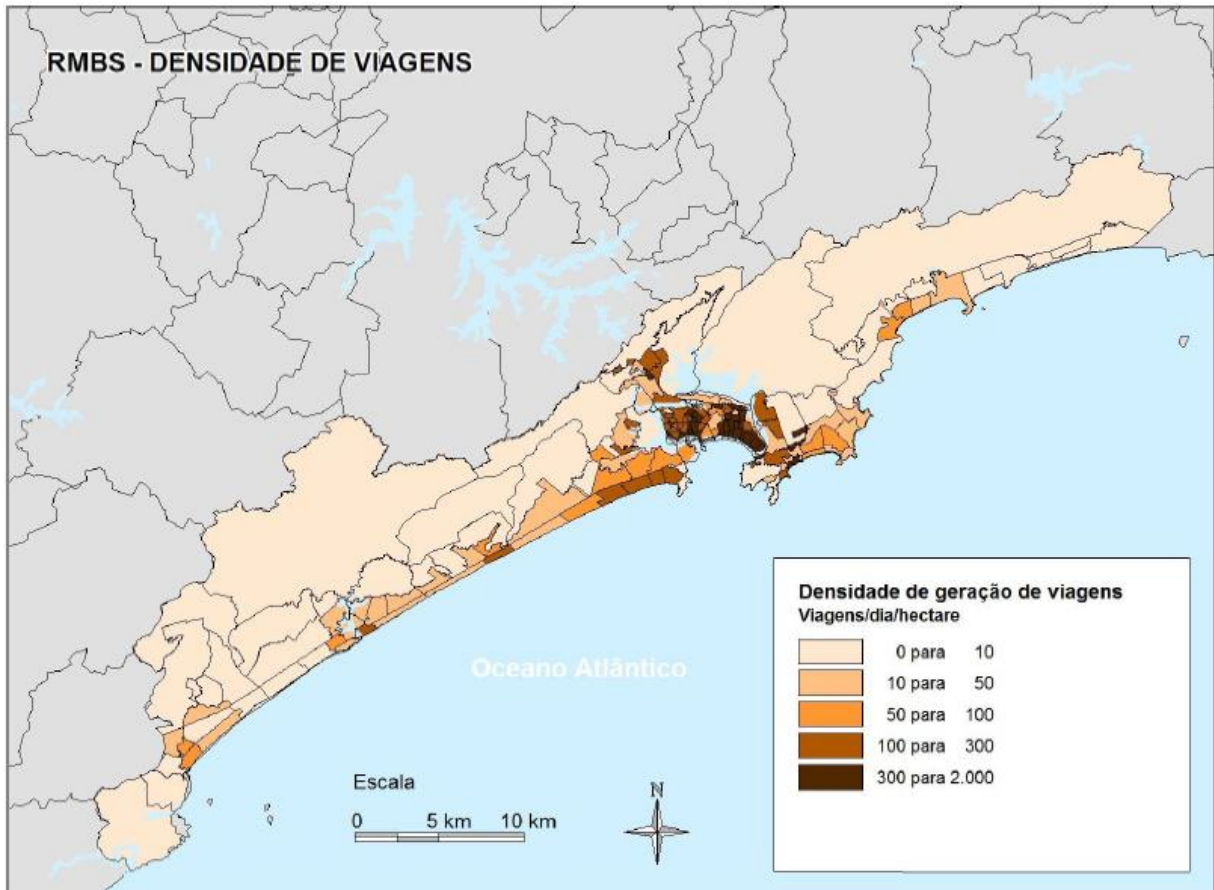 RMBS - DENSIDADE DE VIAGENS
Oceano Atlântico
Densidade de geração de viagens
Viagens/dia/hectare
0 para 10
10 para 50
50 para 100
100 para 300
300 para 2.000
Escala
0 5 km 10 km
N